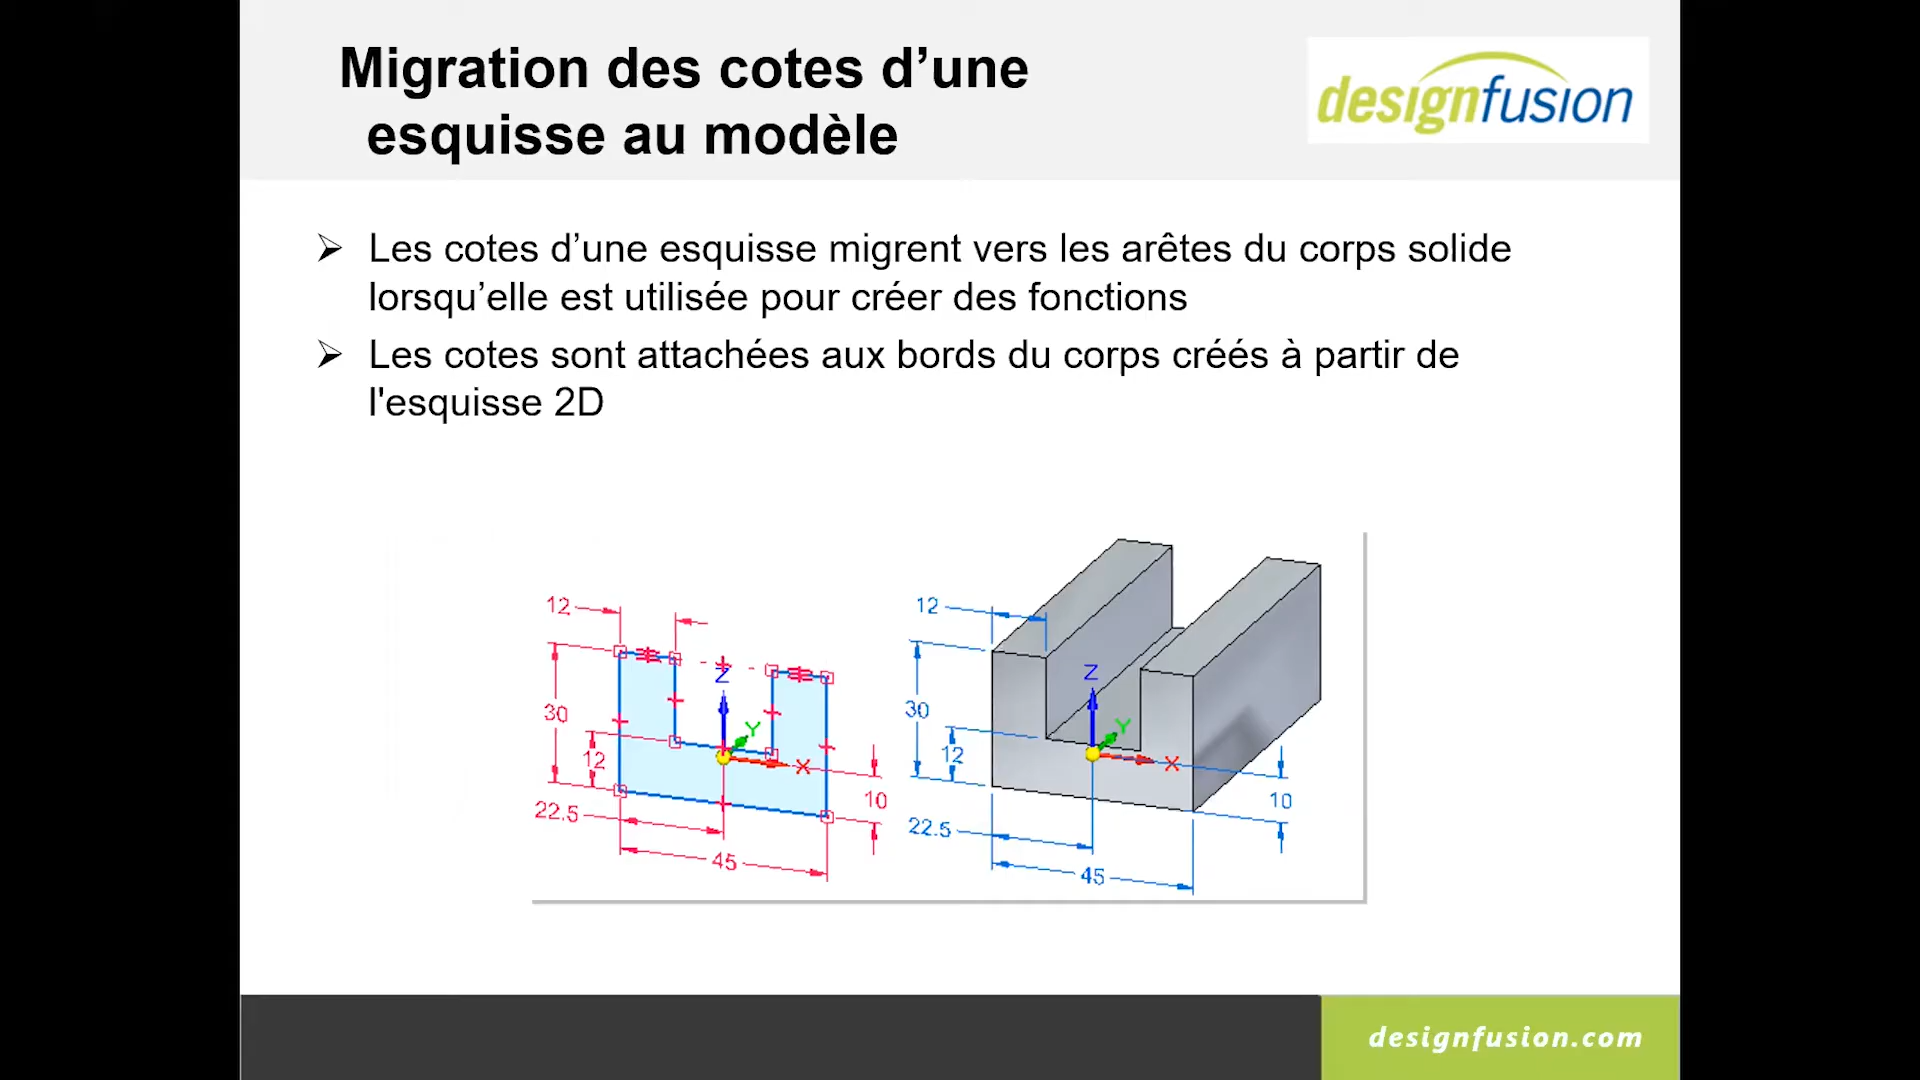 Migration des cotes d’une
esquisse au modèle
designfusion
➢ Les cotes d’une esquisse migrent vers les arêtes du corps solide
lorsqu’elle est utilisée pour créer des fonctions
➢ Les cotes sont attachées aux bords du corps créés à partir de
l'esquisse 2D
12
30
12
22.5
45
10
Z
Y
X
12
30
12
22.5
45
10
Z
Y
X
designfusion.com